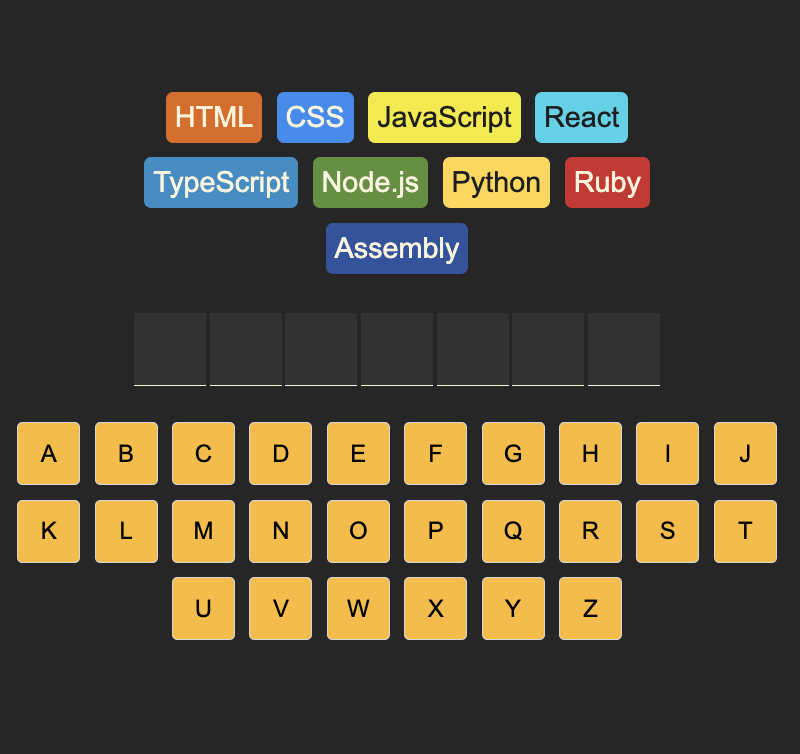 HTML CSS JavaScript React
TypeScript Node.js Python Ruby
Assembly
A B C D E F G H I J
K L M N O P Q R S T
U V W X Y Z